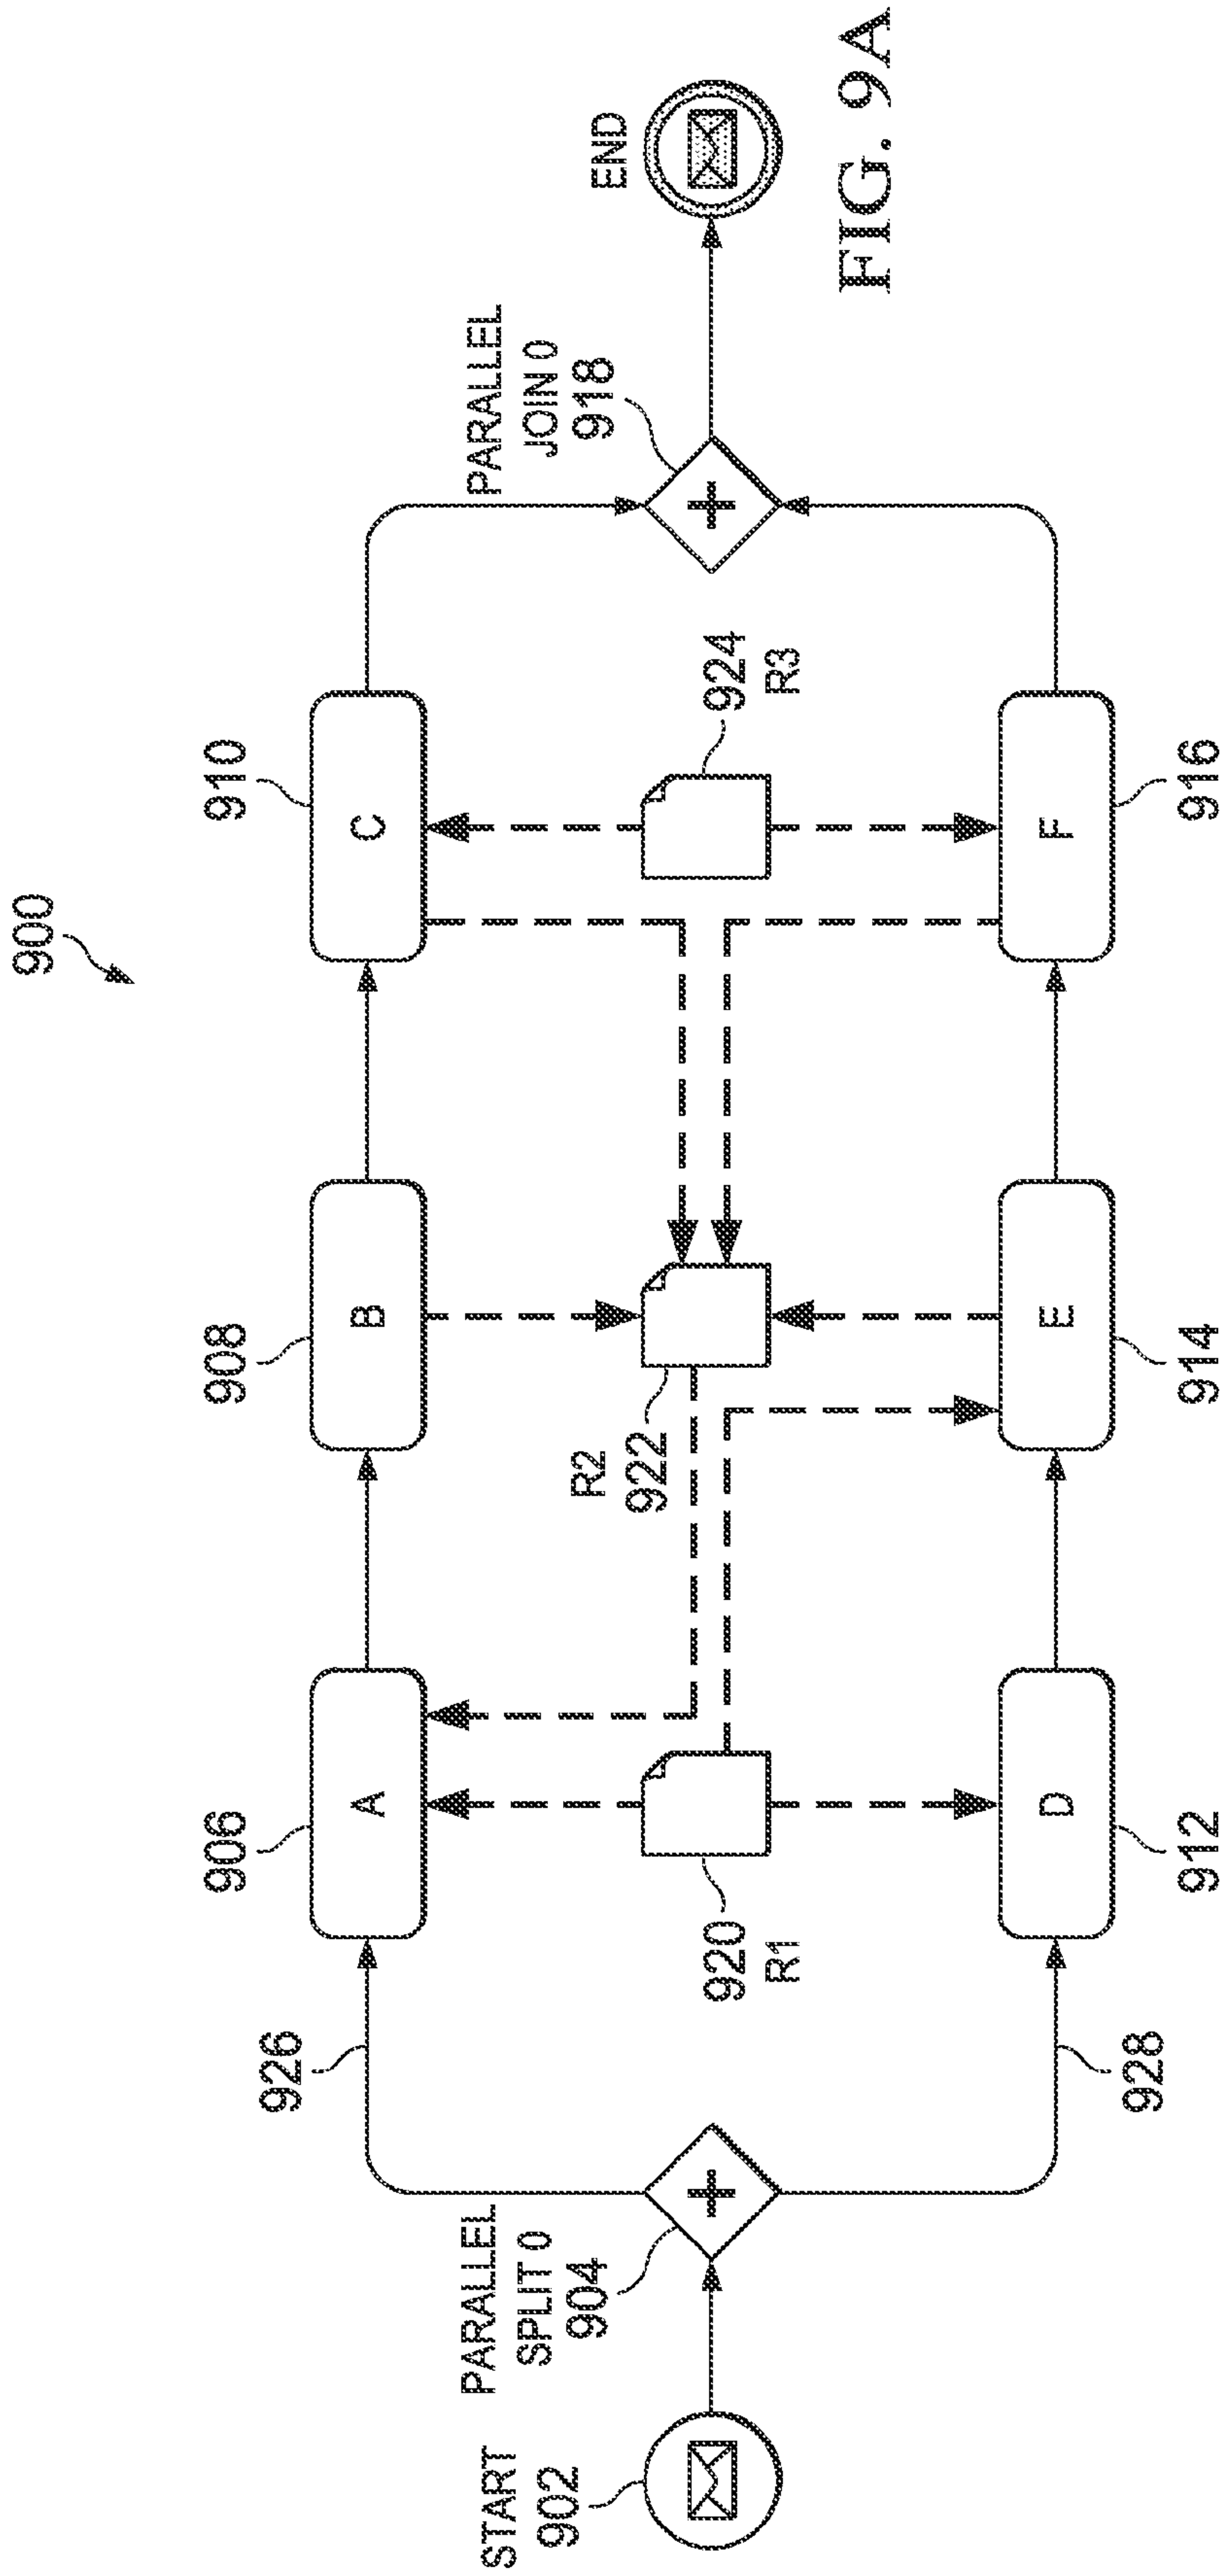 900
926
906
908
910
A
B
C
PARALLEL
SPLIT 0
904
START
902
920
R1
R2
922
924
R3
PARALLEL
JOIN 0
918
END
D
E
F
928
912
914
916
FIG. 9A